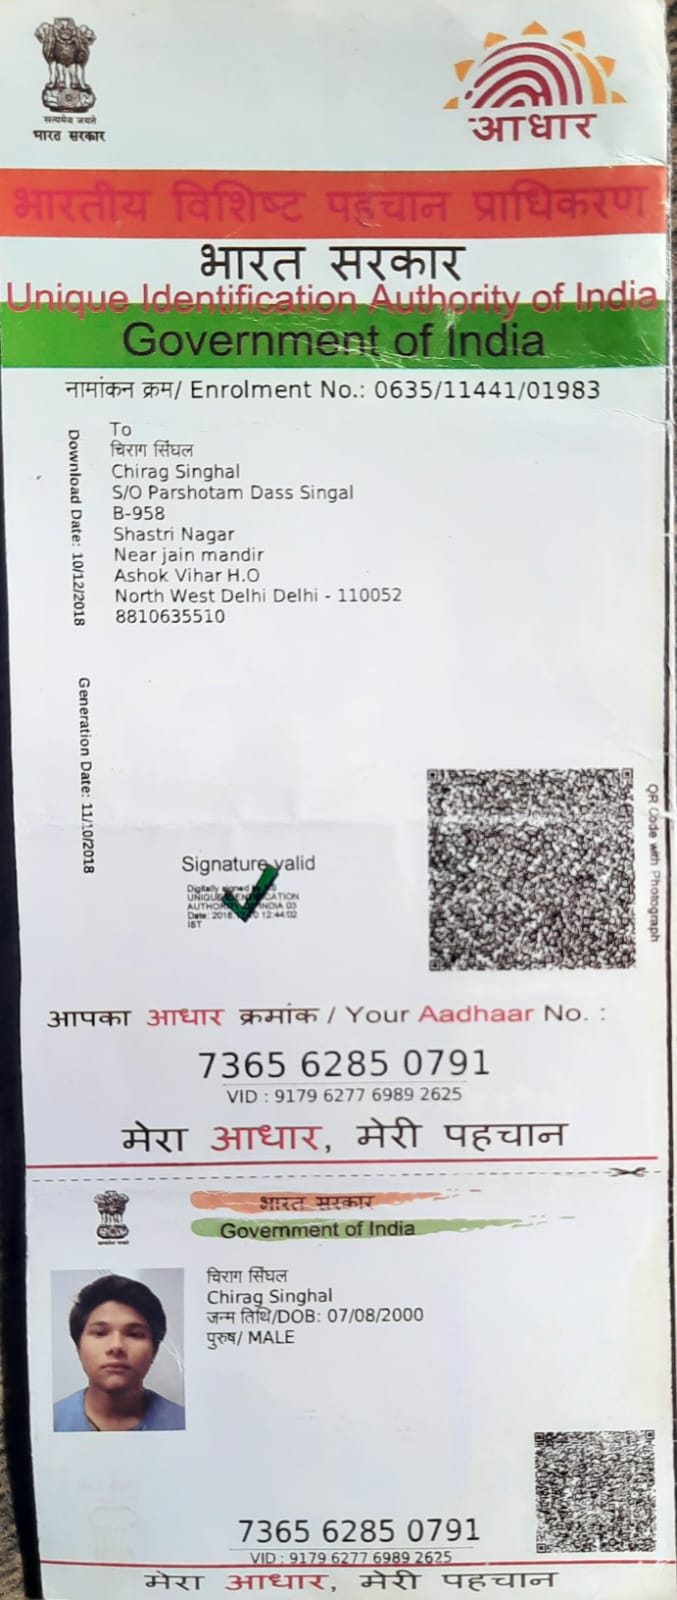 सत्यमेव जयते
भारत सरकार
आधार
भारतीय विशिष्ट पहचान प्राधिकरण
भारत सरकार
Unique Identification Authority of India
Government of India
नामांकन क्रम/ Enrolment No.: 0635/11441/01983
Download Date: 10/12/2018
To
चिराग सिंघल
Chirag Singhal
S/O Parshotam Dass Singal
B-958
Shastri Nagar
Near jain mandir
Ashok Vihar H.O
North West Delhi Delhi - 110052
8810635510
Generation Date: 11/10/2018
QR Code with Photograph
Signature valid
Digitally signed
UNIQUE
AUTHORITY INDIA 03
Date: 12:44:02
IST
आपका आधार क्रमांक / Your Aadhaar No. :
7365 6285 0791
VID : 9179 6277 6989 2625
मेरा आधार, मेरी पहचान
भारत सरकार
Government of India
चिराग सिंघल
Chirag Singhal
जन्म तिथि/DOB: 07/08/2000
पुरुष/ MALE
7365 6285 0791
VID : 9179 6277 6989 2625
मेरा आधार, मेरी पहचान